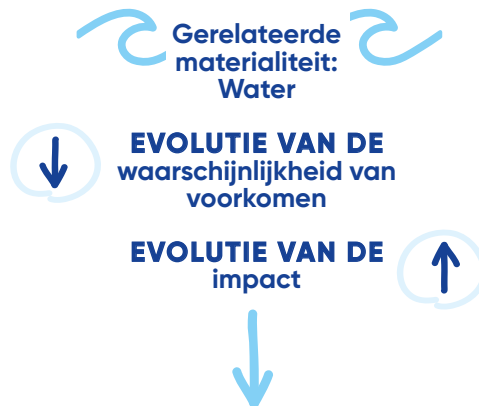 Gerelateerde
materialiteit:
Water
EVOLUTIE VAN DE
waarschijnlijkheid van
voorkomen
EVOLUTIE VAN DE
impact